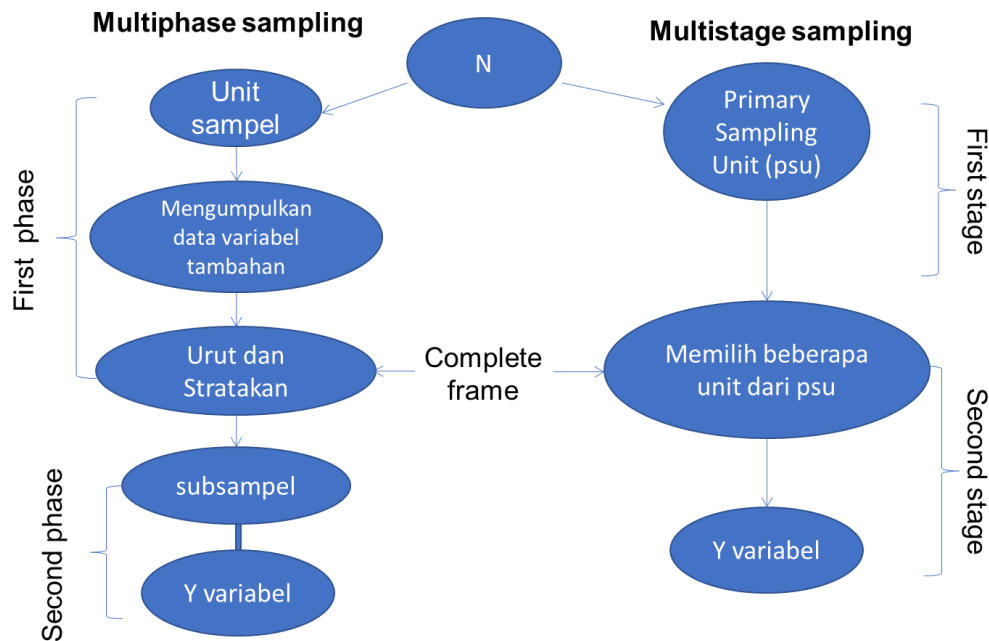 Multiphase sampling
N
Multistage sampling
Unit
sampel
Mengumpulkan
data variabel
tambahan
Urut dan
Stratakan
subsampel
Y variabel
First phase
Second phase
Complete
frame
Primary
Sampling
Unit (psu)
Memilih beberapa
unit dari psu
Y variabel
First stage
Second stage